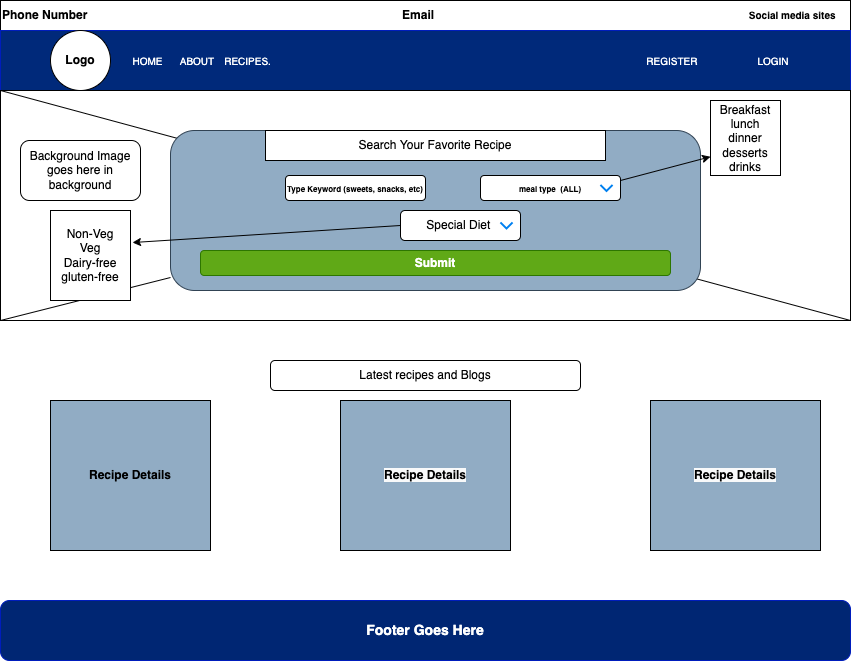 Phone Number
Email
Social media sites
Logo
HOME
ABOUT
RECIPES.
REGISTER
LOGIN
Breakfast
lunch
dinner
desserts
drinks
Search Your Favorite Recipe
Background Image
goes here in
background
Type Keyword (sweets, snacks, etc)
meal type (ALL)
Special Diet
Non-Veg
Veg
Dairy-free
gluten-free
Submit
Latest recipes and Blogs
Recipe Details
Recipe Details
Recipe Details
Footer Goes Here